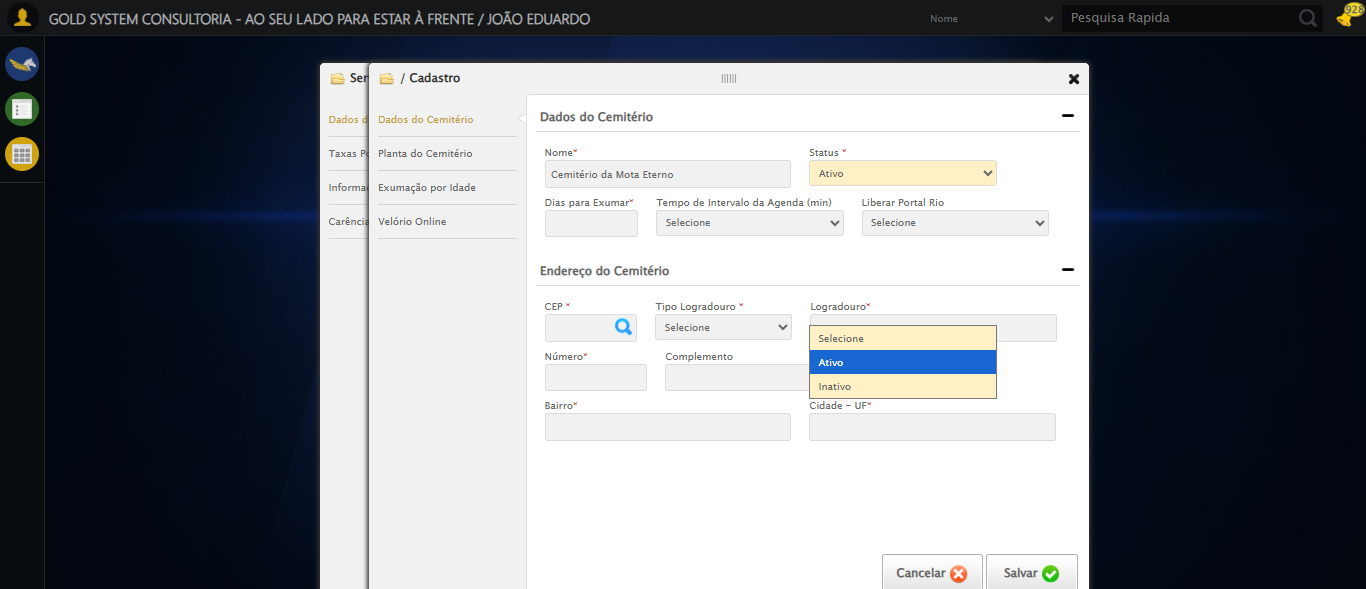 GOLD SYSTEM CONSULTORIA - AO SEU LADO PARA ESTAR À FRENTE / JOÃO EDUARDO
Nome
Pesquisa Rapida
928
Ser
/ Cadastro
Dados d
Taxas Pe
Informac
Carência
Dados do Cemitério
Planta do Cemitério
Exumação por Idade
Velório Online
Dados do Cemitério
Nome* Status *
Cemitério da Mota Eterno Ativo
Dias para Exumar* Tempo de Intervalo da Agenda (min) Liberar Portal Rio
Selecione Selecione
Endereço do Cemitério
CEP * Tipo Logradouro * Logradouro*
Selecione
Selecione
Ativo
Inativo
Número* Complemento
Bairro* Cidade - UF*
Cancelar Salvar